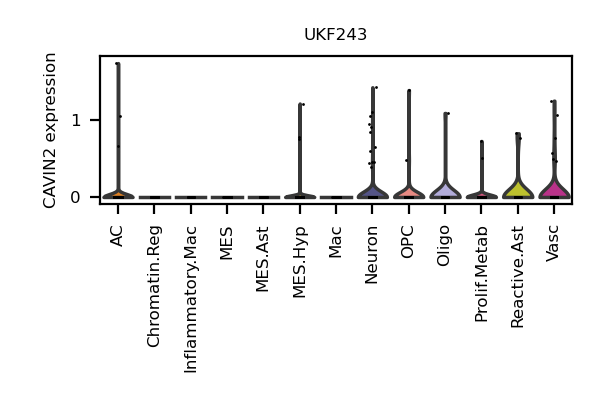 UKF243
CAVIN2 expression
1
0
AC
Chromatin.Reg
Inflammatory.Mac
MES
MES.Ast
MES.Hyp
Mac
Neuron
OPC
Oligo
Prolif.Metab
Reactive.Ast
Vasc